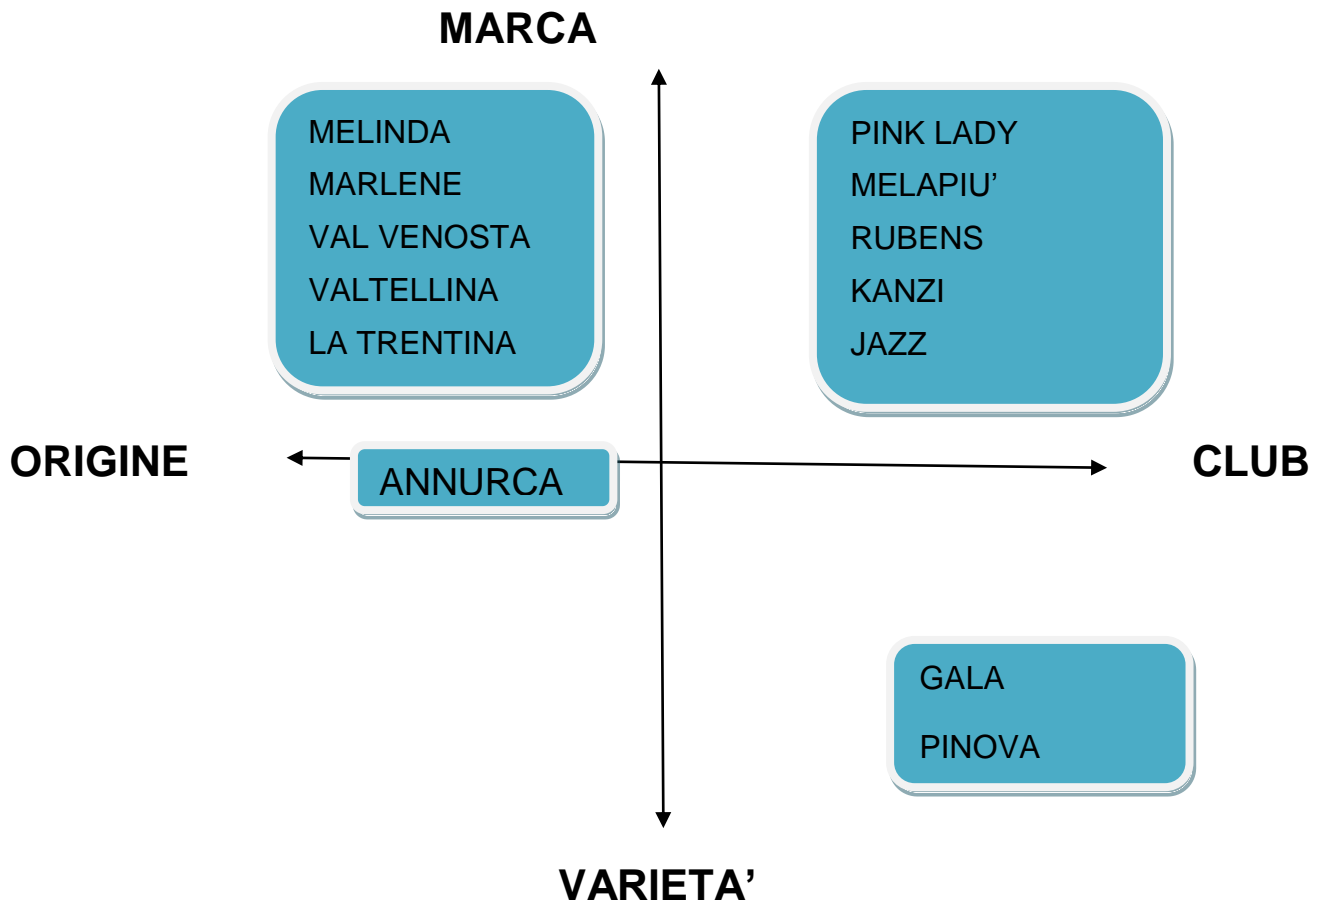 MARCA
MELINDA
MARLENE
VAL VENOSTA
VALTELLINA
LA TRENTINA
PINK LADY
MELAPIU’
RUBENS
KANZI
JAZZ
ORIGINE
ANNURCA
CLUB
GALA
PINOVA
VARIETA’